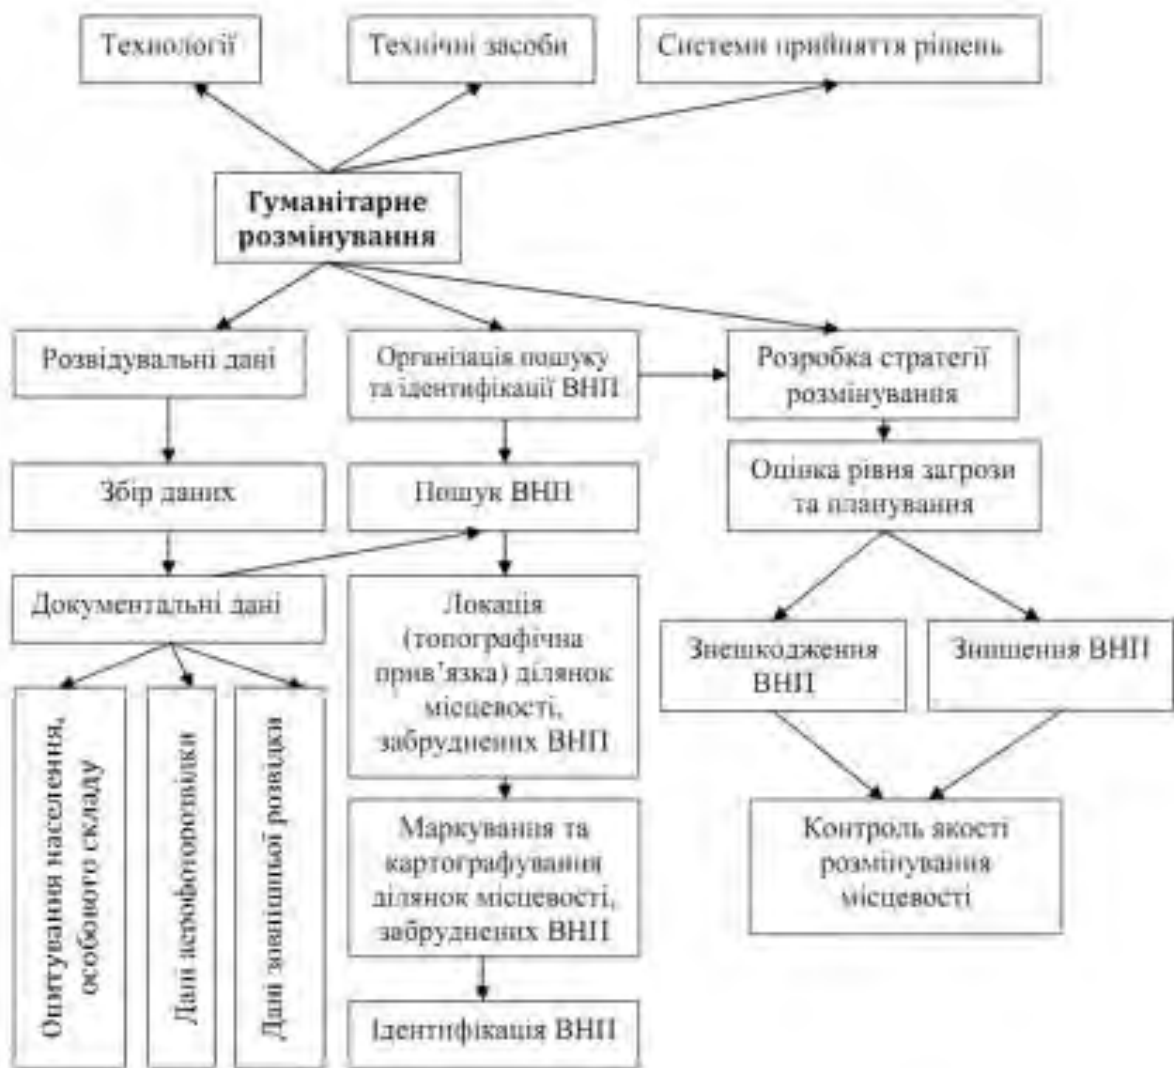 Технології
Технічні засоби
Системи прийняття рішень
Гуманітарне
розмінування
Розвідувальні дані
Організація пошуку
та ідентифікації ВНП
Розробка стратегії
розмінування
Збір даних
Пошук ВНП
Оцінка рівня загрози
та планування
Документальні дані
Локація
(топографічна
прив’язка) ділянок
місцевості,
забруднених ВНП
Знешкодження
ВНП
Знищення ВНП
Опитування населення,
особового складу
Дані аерофоторозвідки
Дані зовнішньої розвідки
Маркування та
картографування
ділянок місцевості,
забруднених ВНП
Контроль якості
розмінування
місцевості
Ідентифікація ВНП